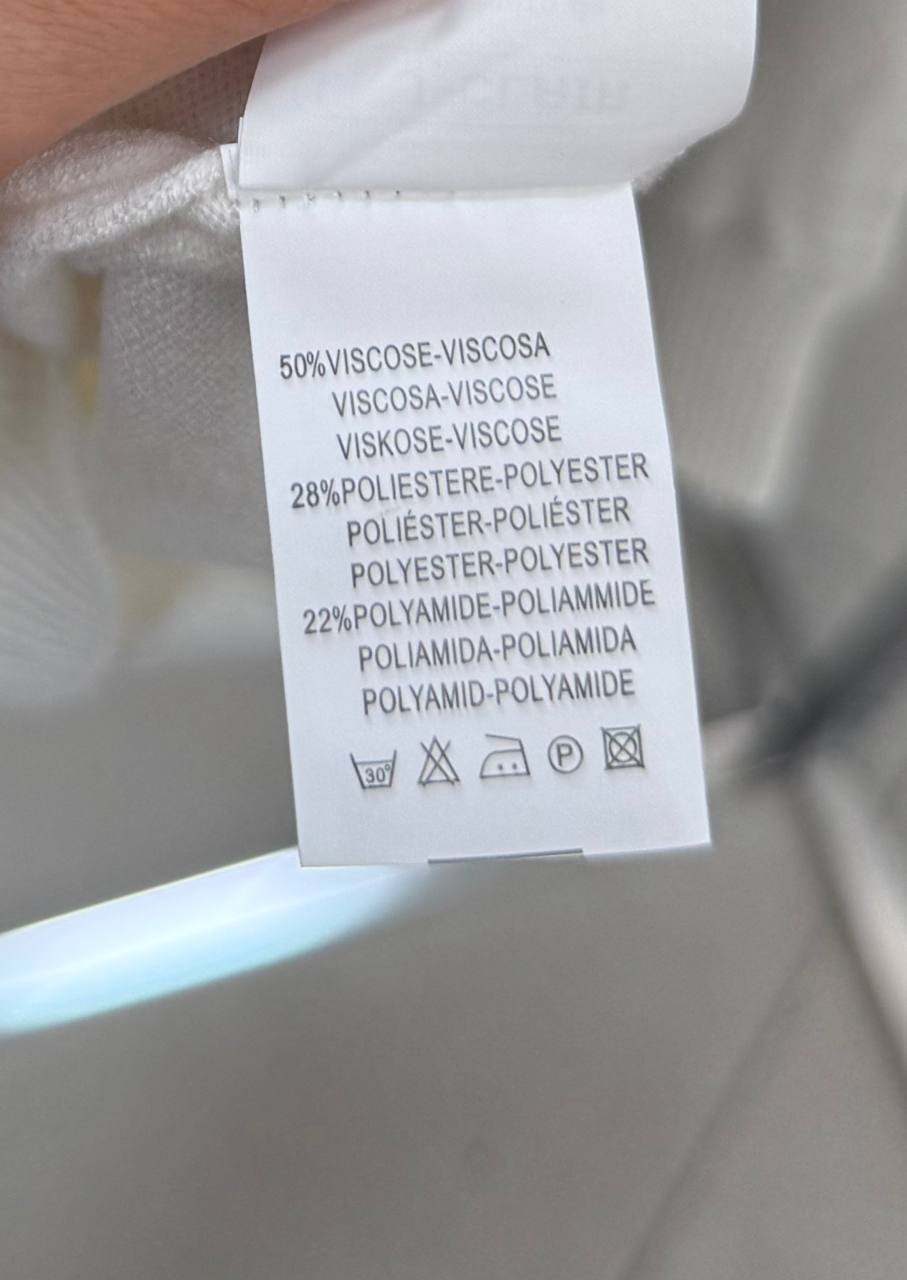 50%VISCOSE-VISCOSA
VISCOSA-VISCOSE
VISKOSE-VISCOSE
28%POLIESTERE-POLYESTER
POLIÉSTER-POLIÉSTER
POLYESTER-POLYESTER
22%POLYAMIDE-POLIAMMIDE
POLIAMIDA-POLIAMIDA
POLYAMID-POLYAMIDE
30° P